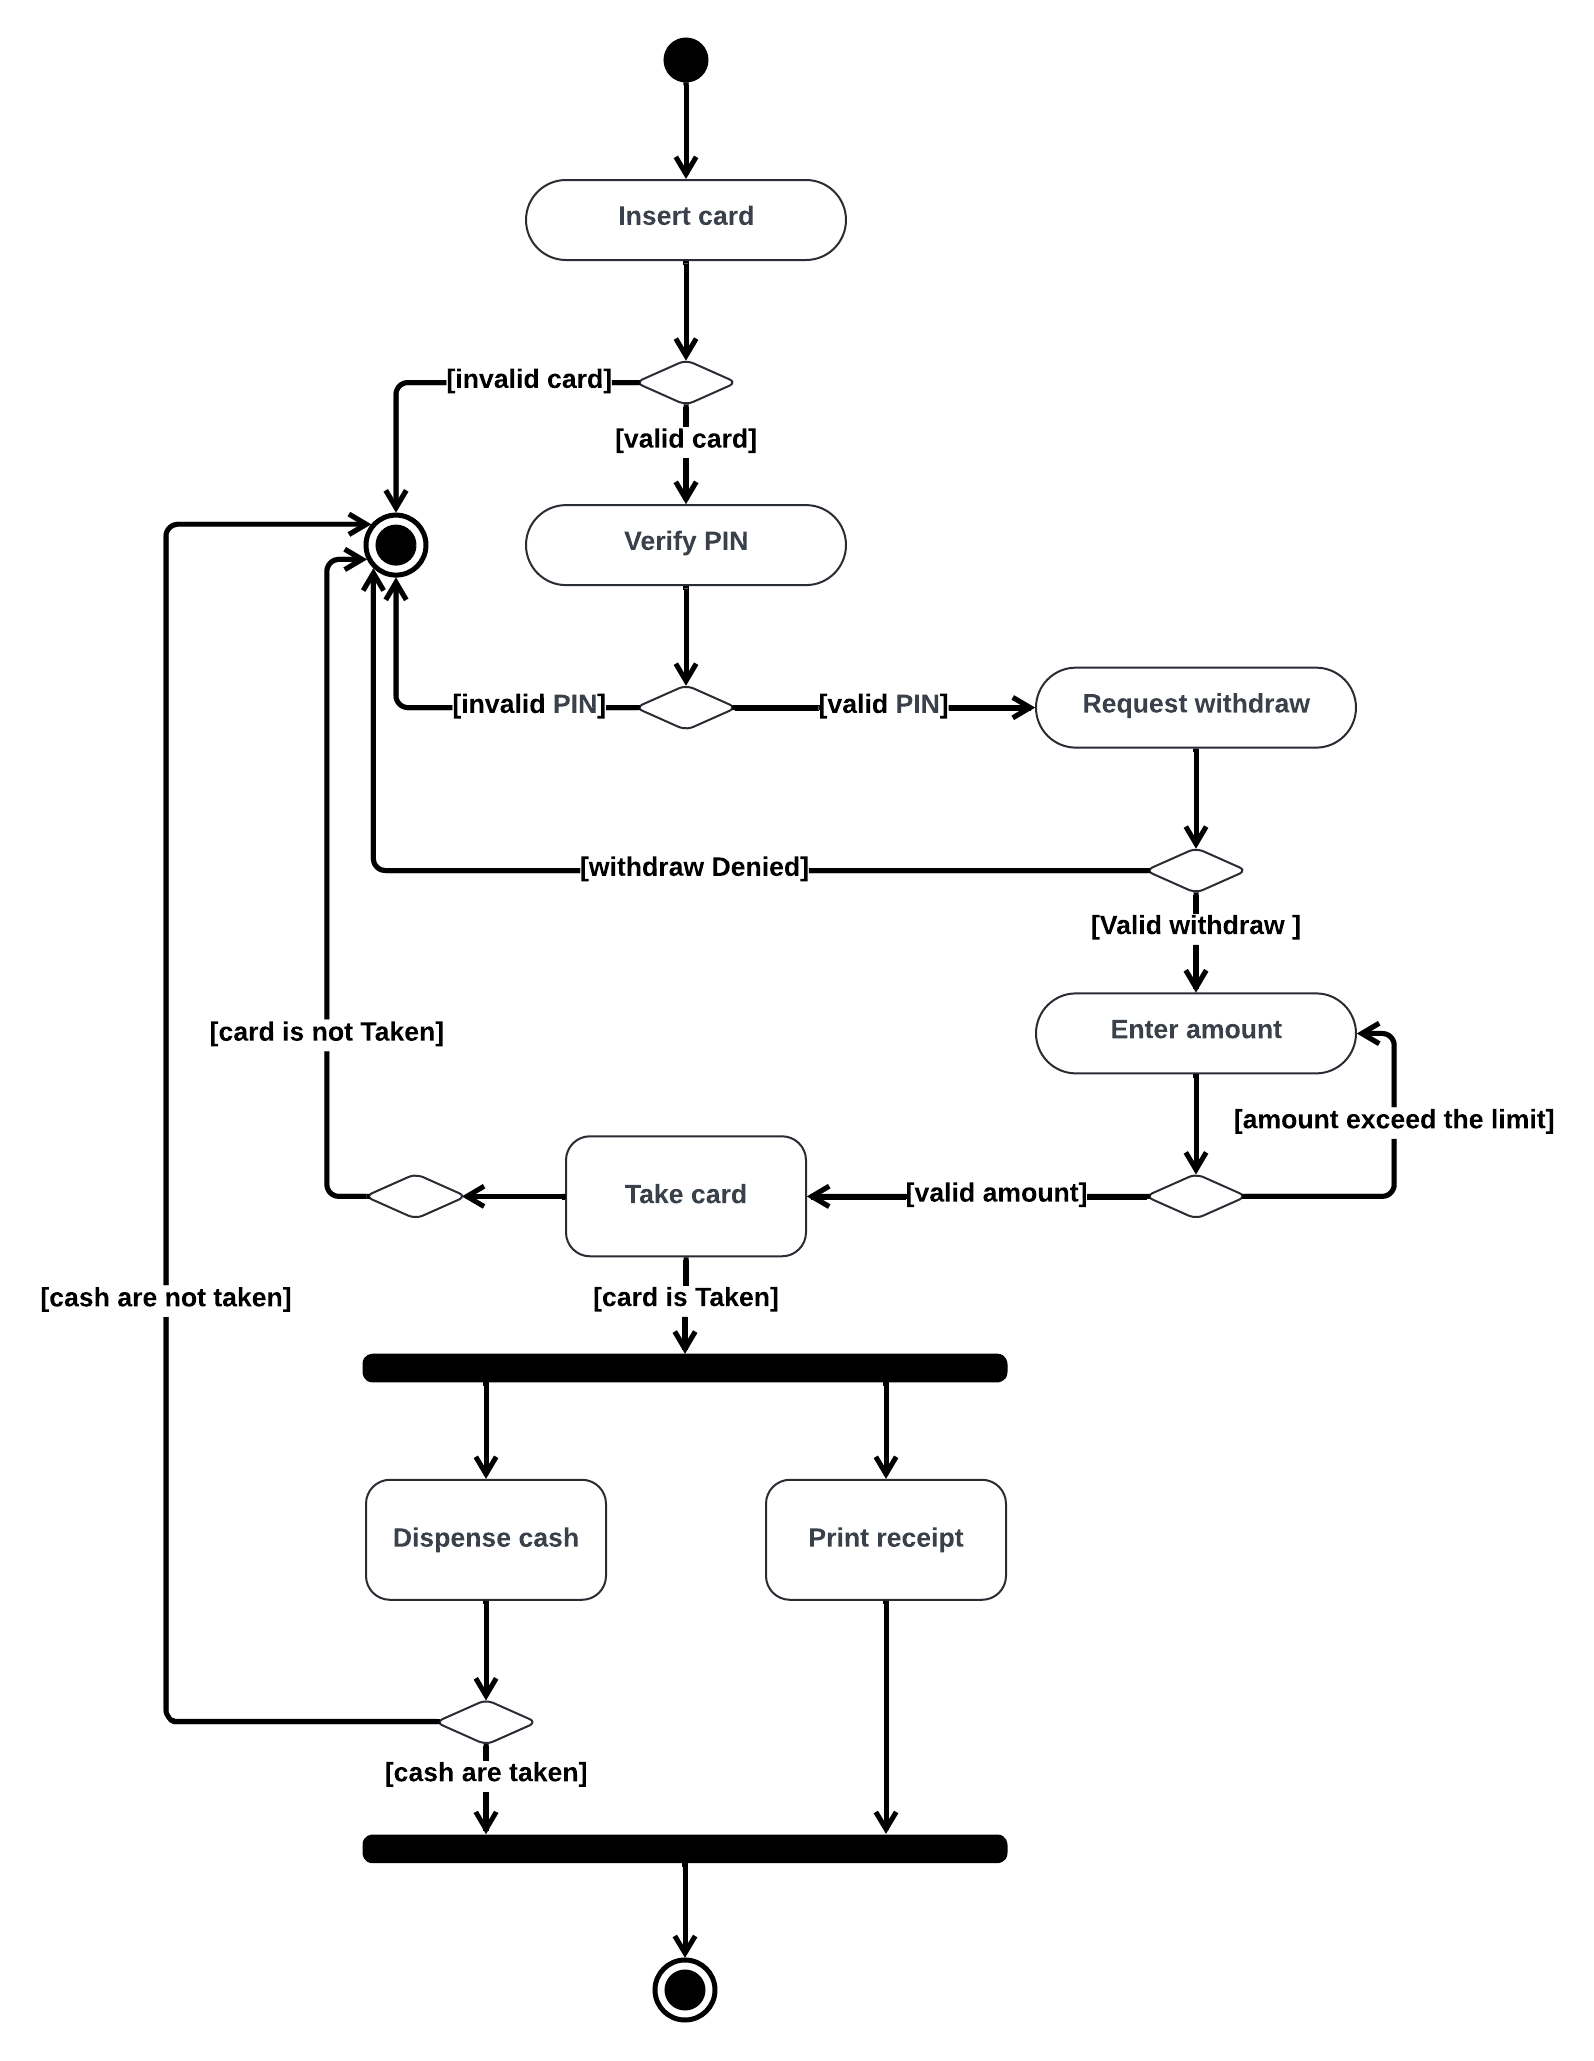 Insert card
[invalid card]
[valid card]
Verify PIN
[invalid PIN]
[valid PIN]
Request withdraw
[withdraw Denied]
[Valid withdraw ]
[card is not Taken]
Enter amount
[amount exceed the limit]
Take card
[valid amount]
[cash are not taken]
[card is Taken]
Dispense cash
Print receipt
[cash are taken]